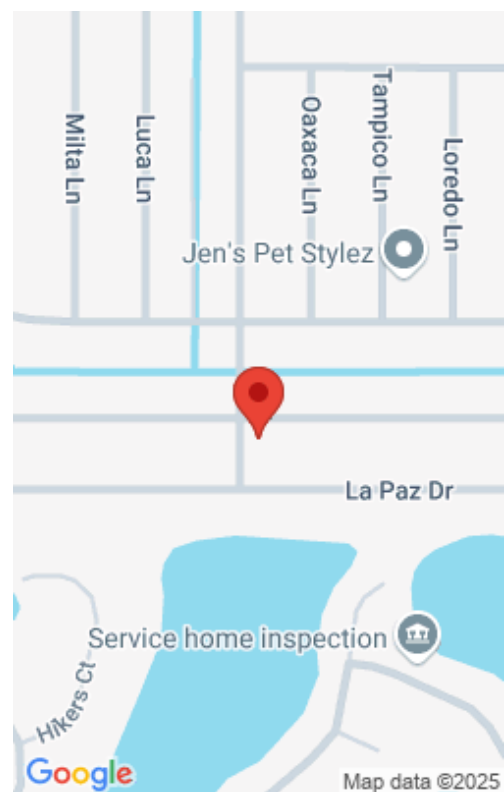 Milta Ln
Luca Ln
Oaxaca Ln
Tampico Ln
Loredo Ln
Jen's Pet Stylez
La Paz Dr
Service home inspection
Hikers Ct
Google
Map data ©2025